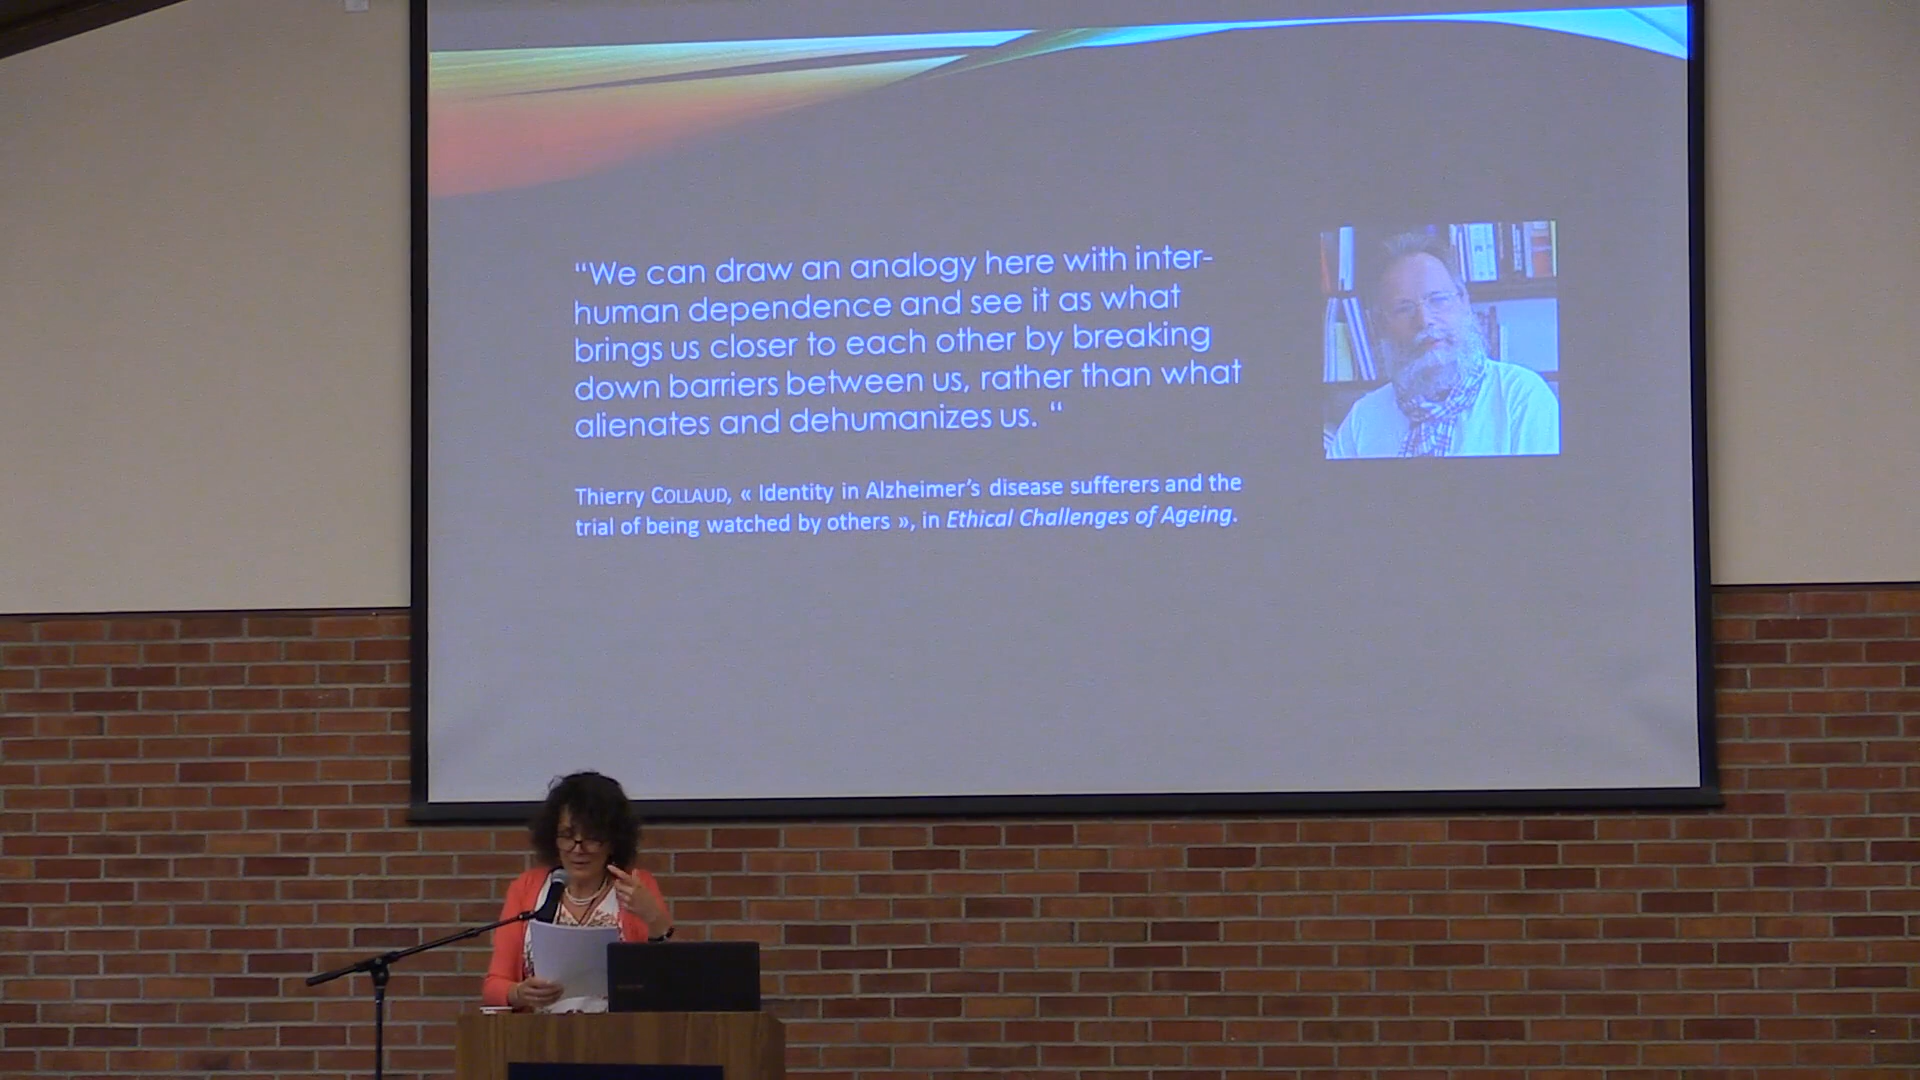 “We can draw an analogy here with inter-
human dependence and see it as what
brings us closer to each other by breaking
down barriers between us, rather than what
alienates and dehumanizes us. “
Thierry COLLAUD, « Identity in Alzheimer’s disease sufferers and the
trial of being watched by others », in Ethical Challenges of Ageing.